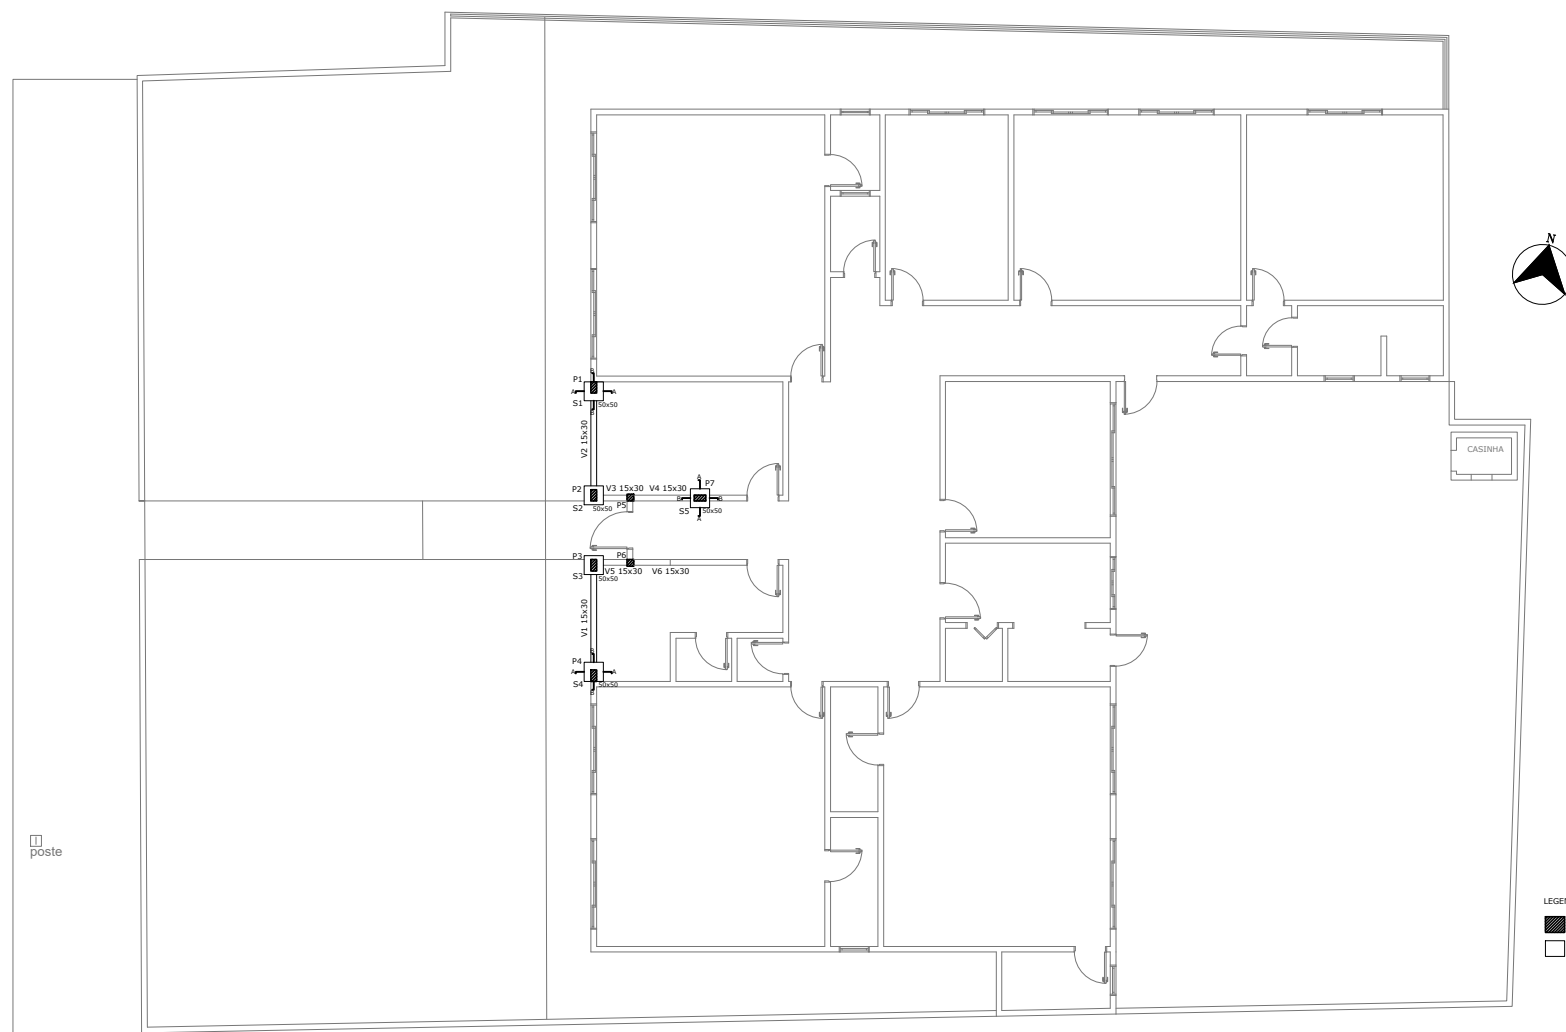 N
CASINHA
P1
B
A A
S1 50x50
B
V2 15x30
P2
S2 50x50
V3 15x30 V4 15x30
P5
A
P7
B B
S5 50x50
A
P3
S3 50x50
P6
V5 15x30 V6 15x30
V1 15x30
B
P4
A A
S4 50x50
B
poste